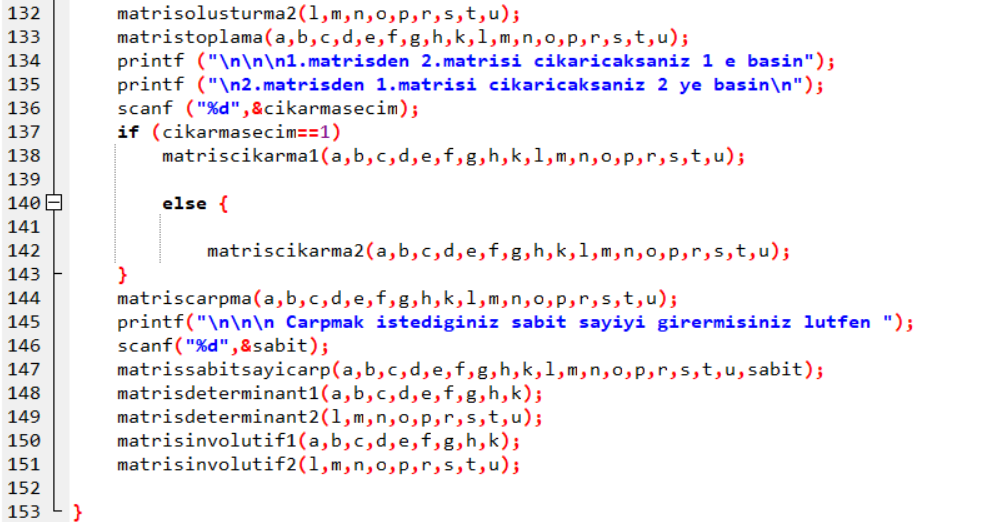 132 matrisolusturma2(l,m,n,o,p,r,s,t,u);
133 matristoplama(a,b,c,d,e,f,g,h,k,l,m,n,o,p,r,s,t,u);
134 printf ("\n\n\n1.matrisden 2.matrisi cikaricaksaniz 1 e basin");
135 printf ("\n2.matrisden 1.matrisi cikaricaksaniz 2 ye basin\n");
136 scanf ("%d",&cikarmasecim);
137 if (cikarmasecim==1)
138 matriscikarma1(a,b,c,d,e,f,g,h,k,l,m,n,o,p,r,s,t,u);
139
140 else {
141
142 matriscikarma2(a,b,c,d,e,f,g,h,k,l,m,n,o,p,r,s,t,u);
143 }
144 matriscarpma(a,b,c,d,e,f,g,h,k,l,m,n,o,p,r,s,t,u);
145 printf("\n\n\n Carpmak istediginiz sabit sayiyi girermisiniz lutfen ");
146 scanf("%d",&sabit);
147 matrissabitsayicarp(a,b,c,d,e,f,g,h,k,l,m,n,o,p,r,s,t,u,sabit);
148 matrisdeterminant1(a,b,c,d,e,f,g,h,k);
149 matrisdeterminant2(l,m,n,o,p,r,s,t,u);
150 matrisinvolutif1(a,b,c,d,e,f,g,h,k);
151 matrisinvolutif2(l,m,n,o,p,r,s,t,u);
152
153 }